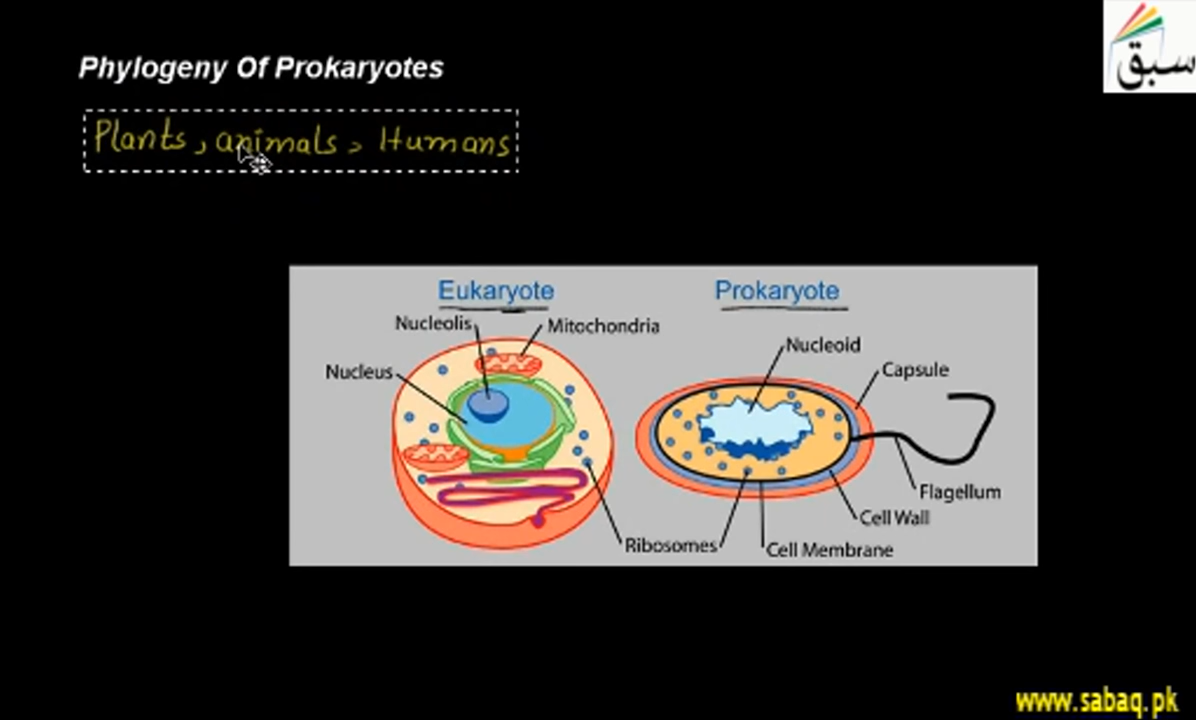 سبق
Phylogeny Of Prokaryotes
Plants, animals, Humans
Eukaryote
Prokaryote
Nucleolis
Mitochondria
Nucleoid
Nucleus
Capsule
Flagellum
Cell Wall
Ribosomes
Cell Membrane
www.sabaq.pk